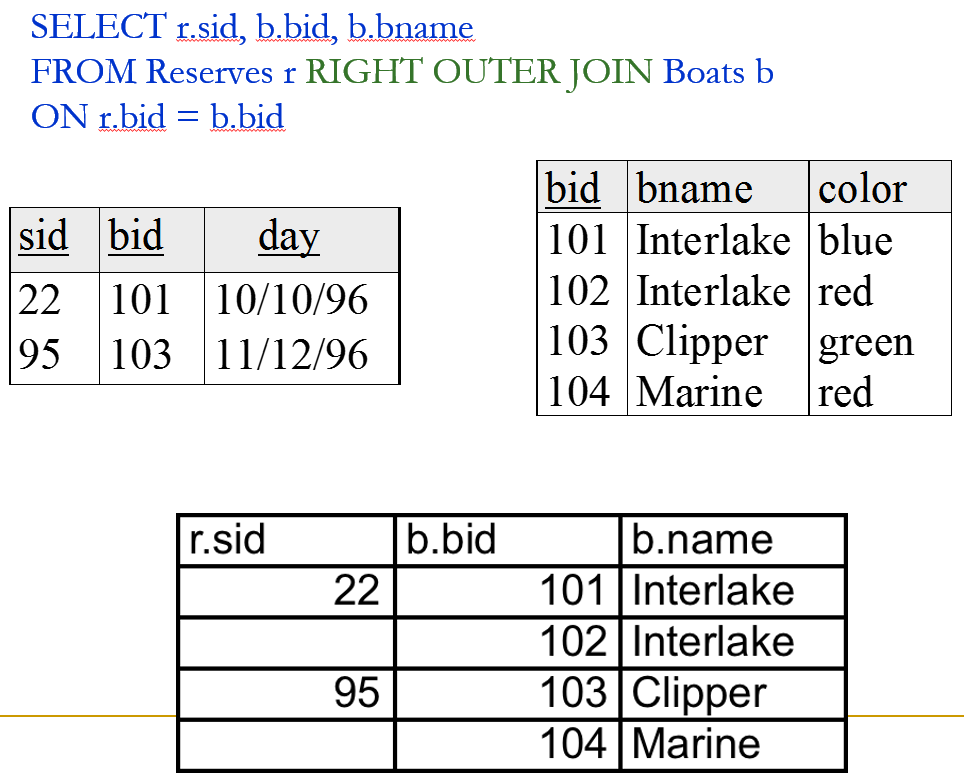 SELECT r.sid, b.bid, b.bname
FROM Reserves r RIGHT OUTER JOIN Boats b
ON r.bid = b.bid
sid bid day
22 101 10/10/96
95 103 11/12/96
bid bname color
101 Interlake blue
102 Interlake red
103 Clipper green
104 Marine red
r.sid b.bid b.name
22 101 Interlake
102 Interlake
95 103 Clipper
104 Marine